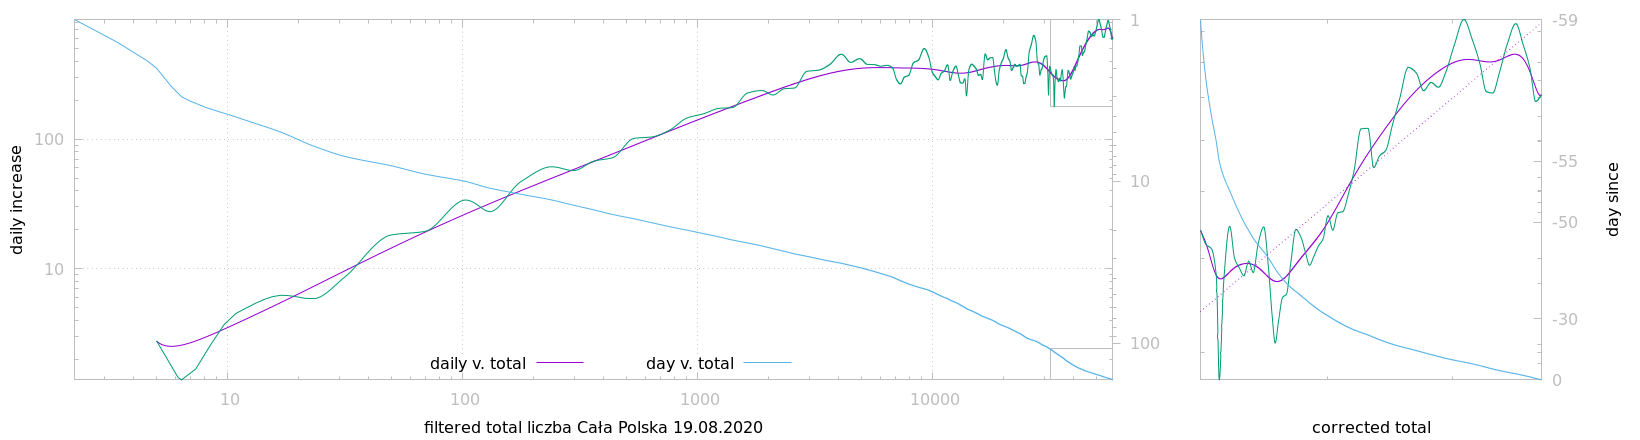 1
-59
100
10
daily increase
10
-55
-50
day since
-30
daily v. total
day v. total
100
0
10
100
1000
10000
filtered total liczba Cała Polska 19.08.2020
corrected total